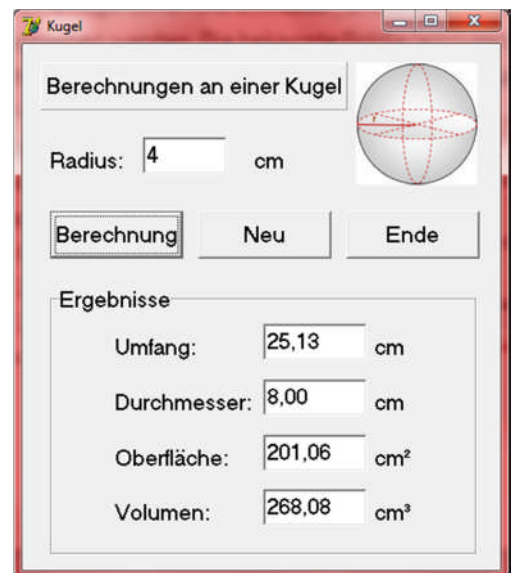 Kugel
Berechnungen an einer Kugel
r
Radius: 4 cm
Berechnung Neu Ende
Ergebnisse
Umfang: 25,13 cm
Durchmesser: 8,00 cm
Oberfläche: 201,06 cm²
Volumen: 268,08 cm³